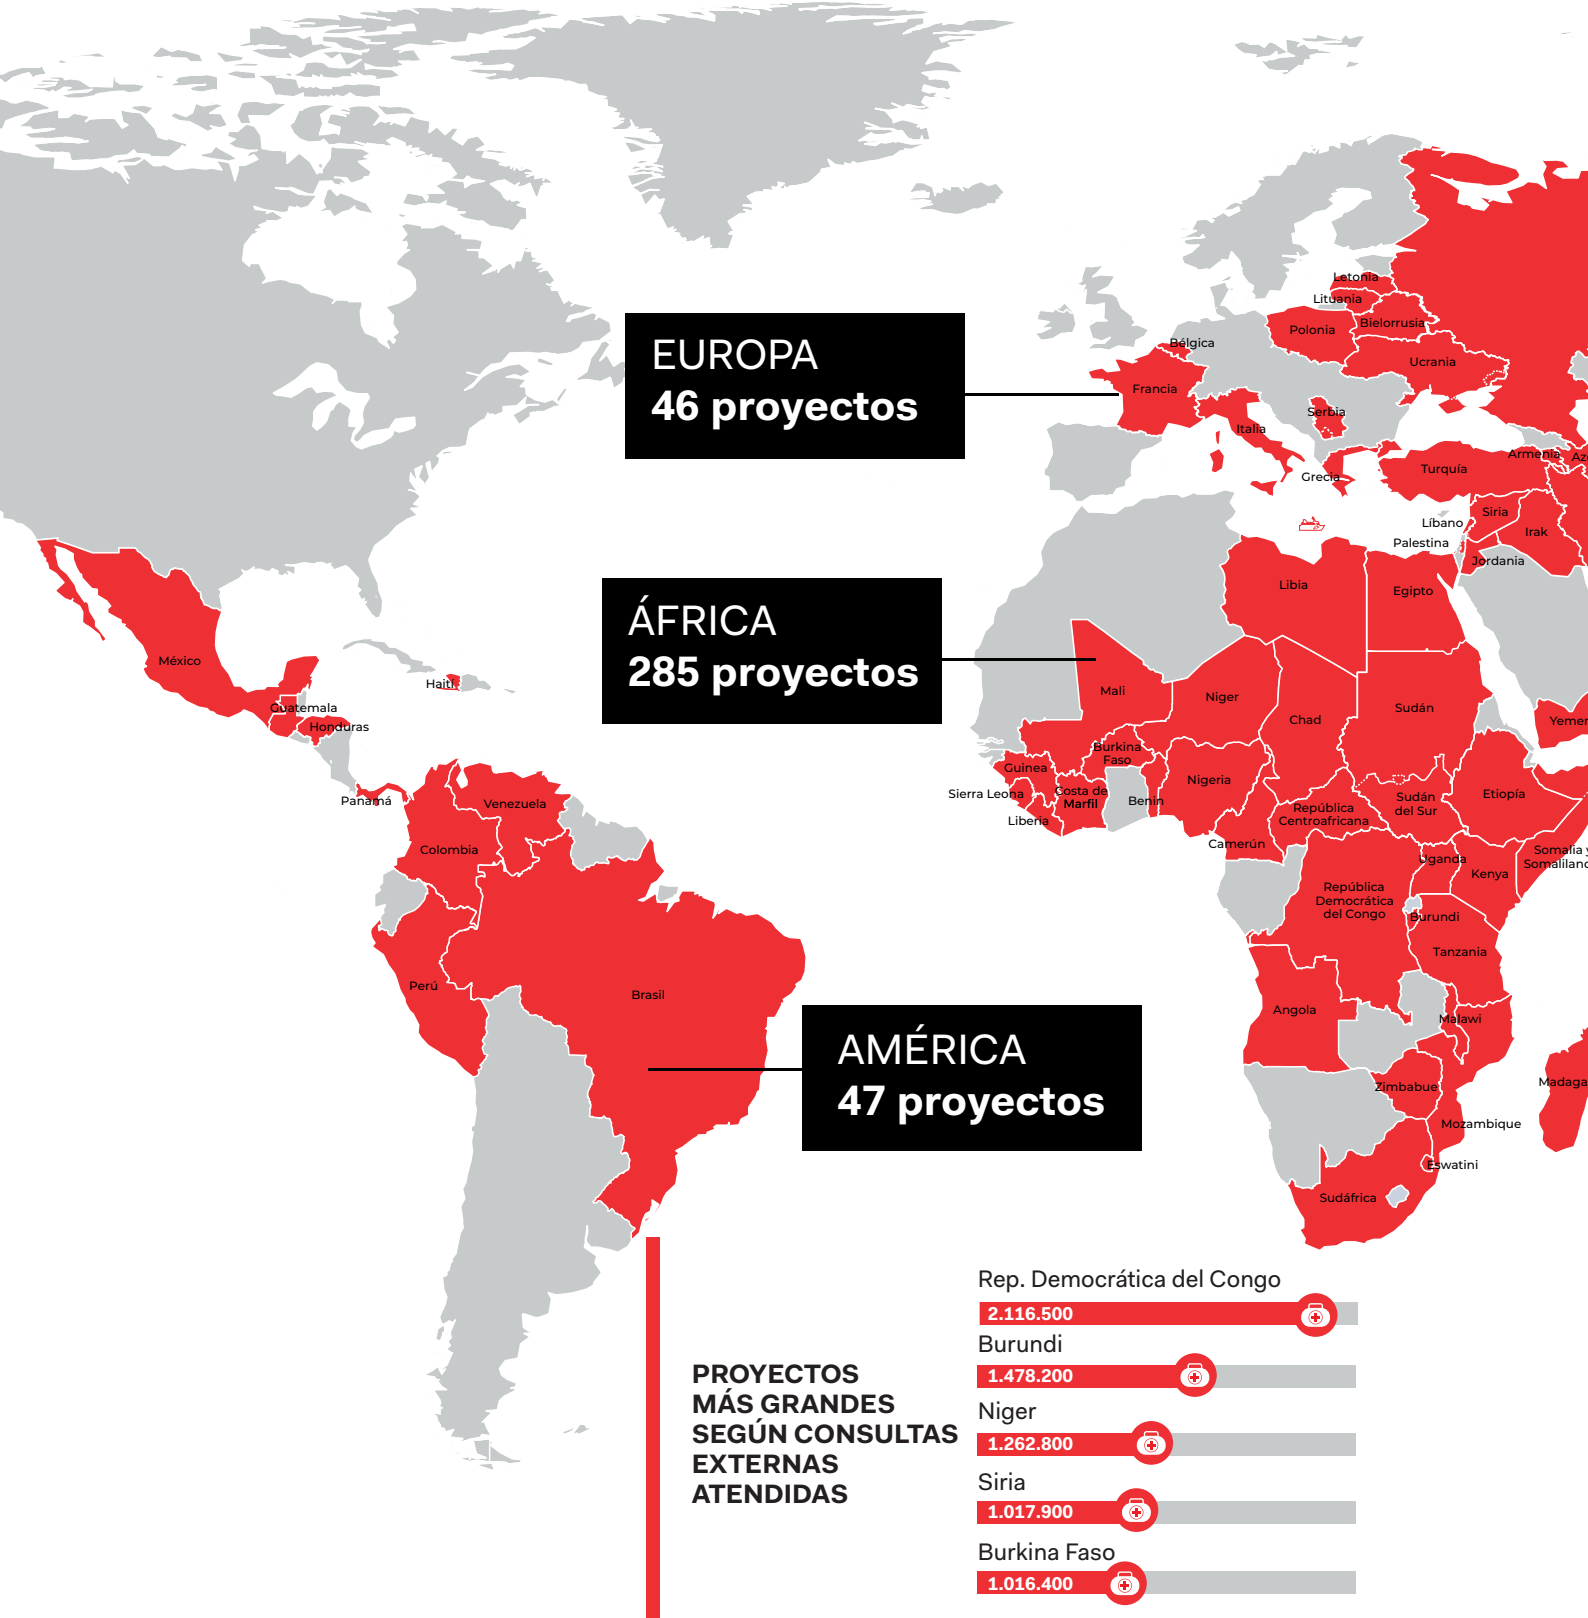 Letonia
Lituania
Polonia
Bielorrusia
Bélgica
Ucrania
Francia
Serbia
Italia
Grecia
Turquía
Armenia
EUROPA
46 proyectos
Siria
Líbano
Irak
Palestina
Jordania
Libia
Egipto
ÁFRICA
285 proyectos
México
Haití
Guatemala
Honduras
Panamá
Venezuela
Colombia
Perú
Brasil
Mali
Niger
Chad
Sudán
Burkina
Faso
Guinea
Sierra Leona
Costa de
Marfil
Liberia
Benin
Nigeria
Camerún
República
Centroafricana
Sudán
del Sur
Etiopía
Uganda
Kenya
Somalia y
República
Democrática
del Congo
Burundi
Tanzania
Angola
Malawi
Zimbabue
Mozambique
Eswatini
Sudáfrica
AMÉRICA
47 proyectos
PROYECTOS
MÁS GRANDES
SEGÚN CONSULTAS
EXTERNAS
ATENDIDAS
Rep. Democrática del Congo
2.116.500
Burundi
1.478.200
Niger
1.262.800
Siria
1.017.900
Burkina Faso
1.016.400